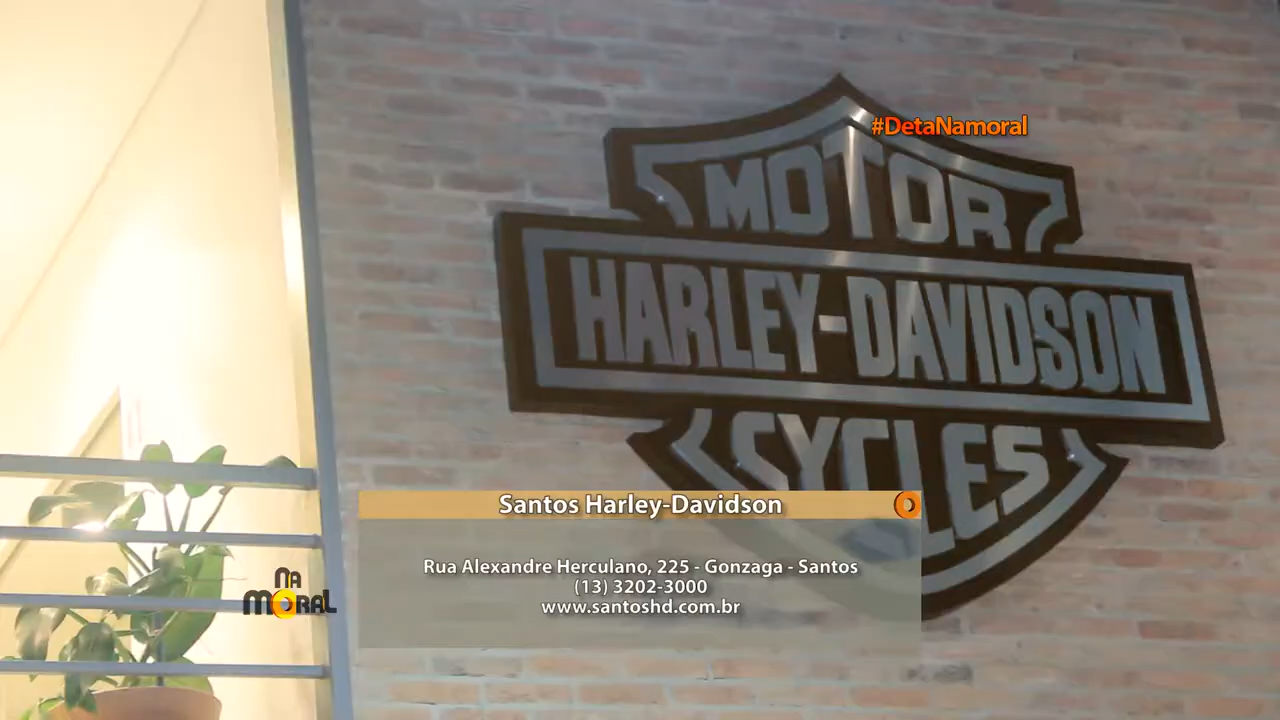 #DetaNamoral
MOTOR
HARLEY-DAVIDSON
CYCLES
Santos Harley-Davidson
Rua Alexandre Herculano, 225 - Gonzaga - Santos
(13) 3202-3000
www.santoshd.com.br
NA
MORAL